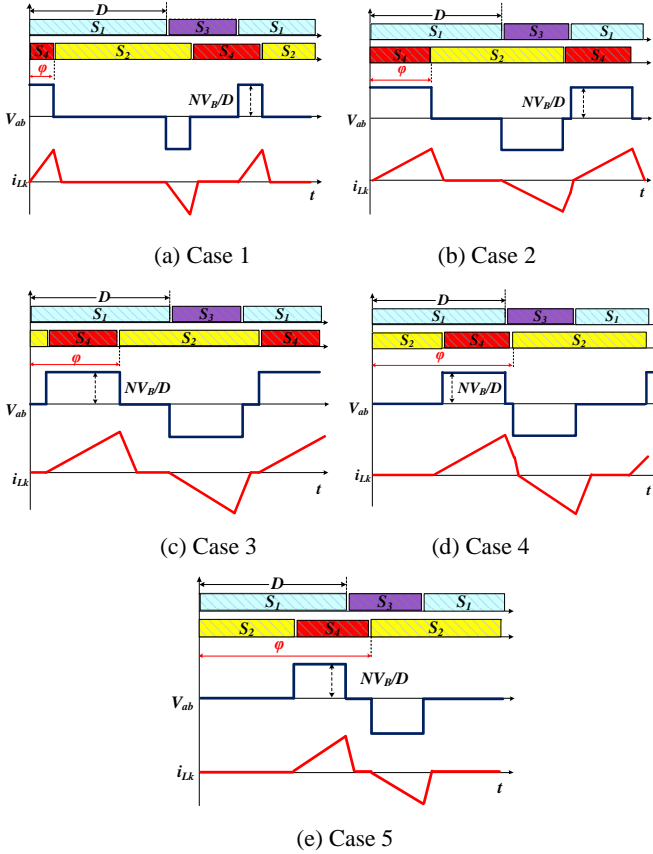 D D
S1 S3 S1 S1 S3 S1
S4 S2 S4 S2 S4 S2 S4
φ φ
NVB/D NVB/D
Vab Vab
iLk iLk
t t
(a) Case 1 (b) Case 2
D D
S1 S3 S1 S1 S3 S1
S4 S2 S4 S2 S4 S2
φ φ
NVB/D NVB/D
Vab Vab
iLk iLk
t t
(c) Case 3 (d) Case 4
D
S1 S3 S1
S2 S4 S2
φ
NVB/D
Vab
iLk
t
(e) Case 5